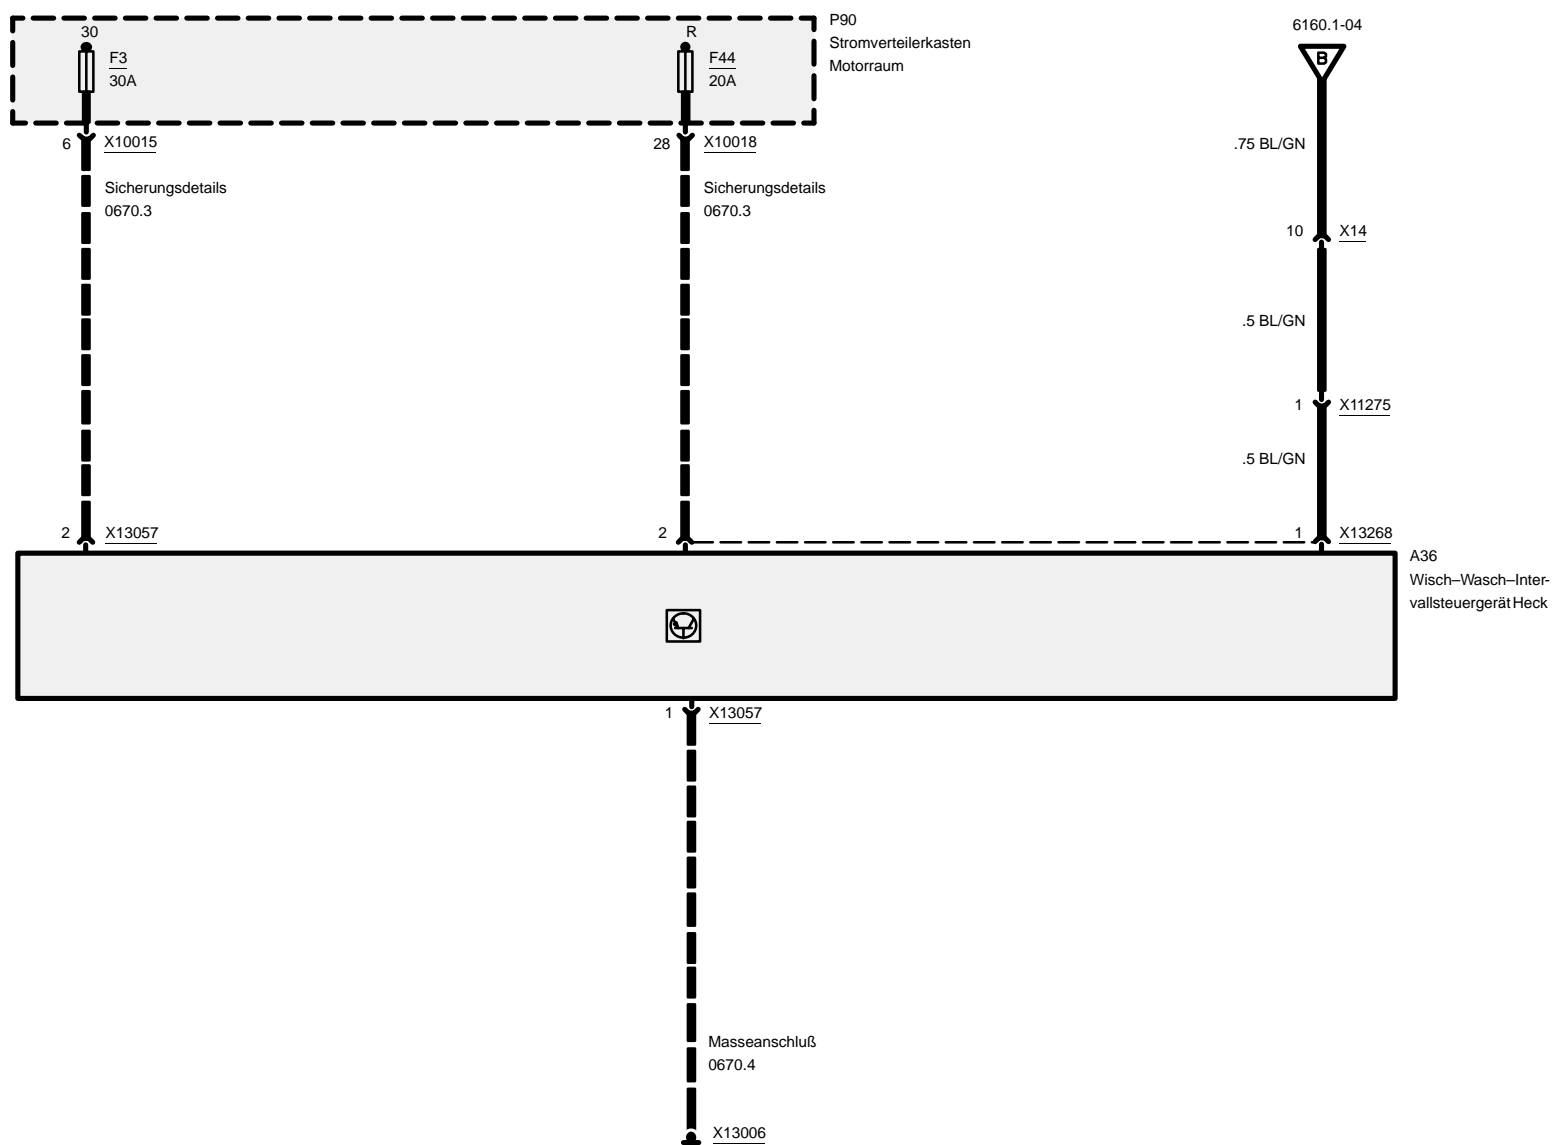 30
F3
30A
R
F44
20A
P90
Stromverteilerkasten
Motorraum
6160.1-04
B
6
X10015
28
X10018
.75 BL/GN
Sicherungsdetails
0670.3
Sicherungsdetails
0670.3
10
X14
.5 BL/GN
1
X11275
.5 BL/GN
2
X13057
2
1
X13268
A36
Wisch–Wasch–Inter-
vallsteuergerät Heck
1
X13057
Masseanschluß
0670.4
X13006